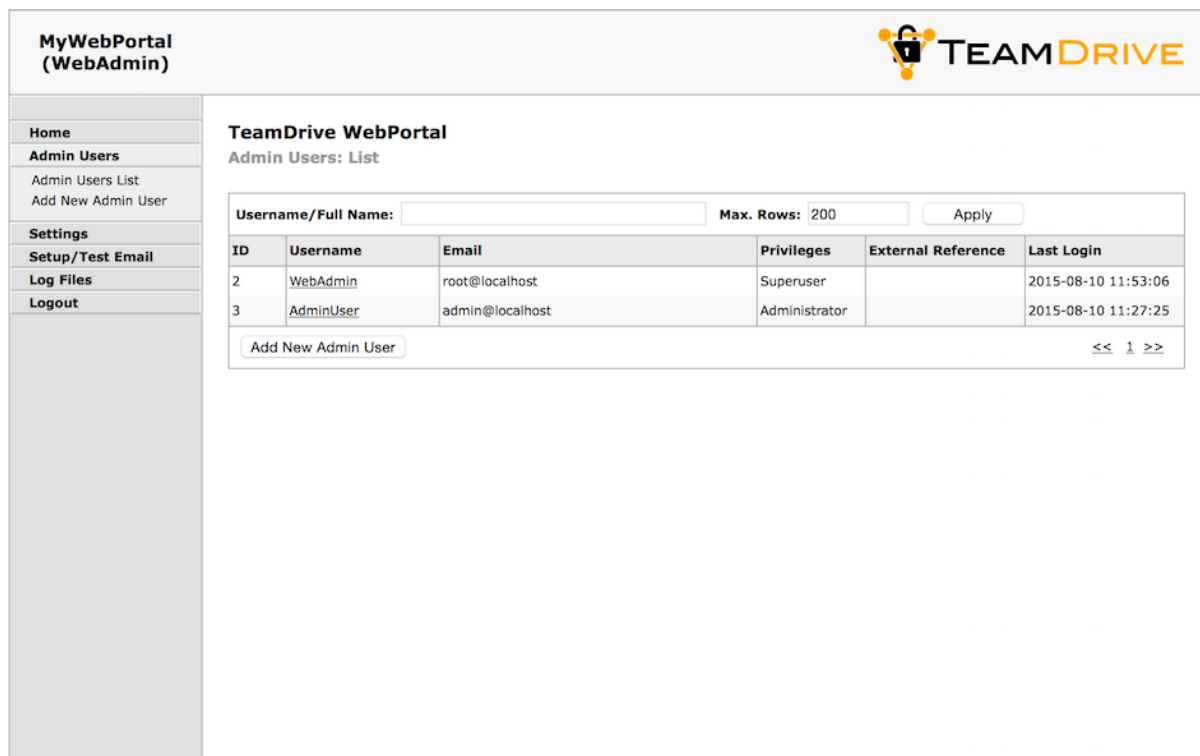 MyWebPortal
(WebAdmin)
TEAMDRIVE
Home
Admin Users
Admin Users List
Add New Admin User
Settings
Setup/Test Email
Log Files
Logout
TeamDrive WebPortal
Admin Users: List
Username/Full Name: Max. Rows: 200 Apply
ID Username Email Privileges External Reference Last Login
2 WebAdmin root@localhost Superuser 2015-08-10 11:53:06
3 AdminUser admin@localhost Administrator 2015-08-10 11:27:25
Add New Admin User << 1 >>